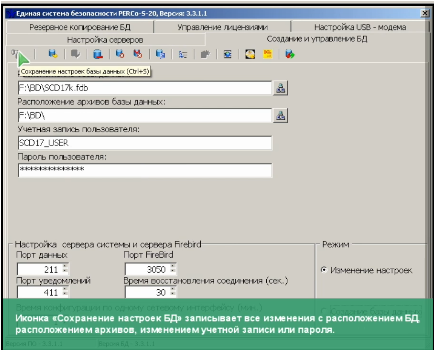 Единая система безопасности PERCo-S-20, Версия: 3.3.1.1
Резервное копирование БД Управление лицензиями Настройка USB - модема
Настройка серверов Создание и управление БД
Сохранение настроек базы данных (Ctrl+S)
F:\BD\SCD17k.fdb
Расположение архивов базы данных:
F:\BD\
Учетная запись пользователя:
SCD17_USER
Пароль пользователя:
**************
Настройка сервера системы и сервера Firebird Режим
Порт данных Порт FireBird
211 3050 Изменение настроек
Порт уведомлений Время восстановления соединения (сек.)
411 30
Иконка «Сохранение настроек БД» записывает все изменения с расположением БД,
расположением архивов, изменением учетной записи или пароля.